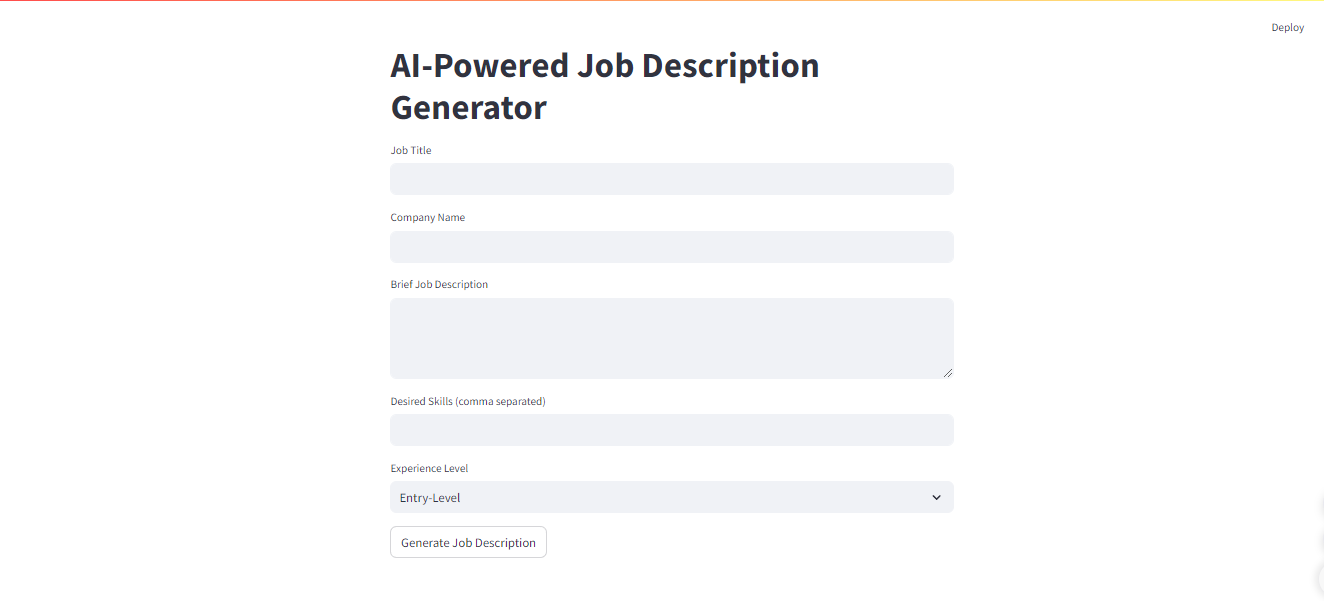 Deploy
AI-Powered Job Description
Generator
Job Title
Company Name
Brief Job Description
Desired Skills (comma separated)
Experience Level
Entry-Level
Generate Job Description